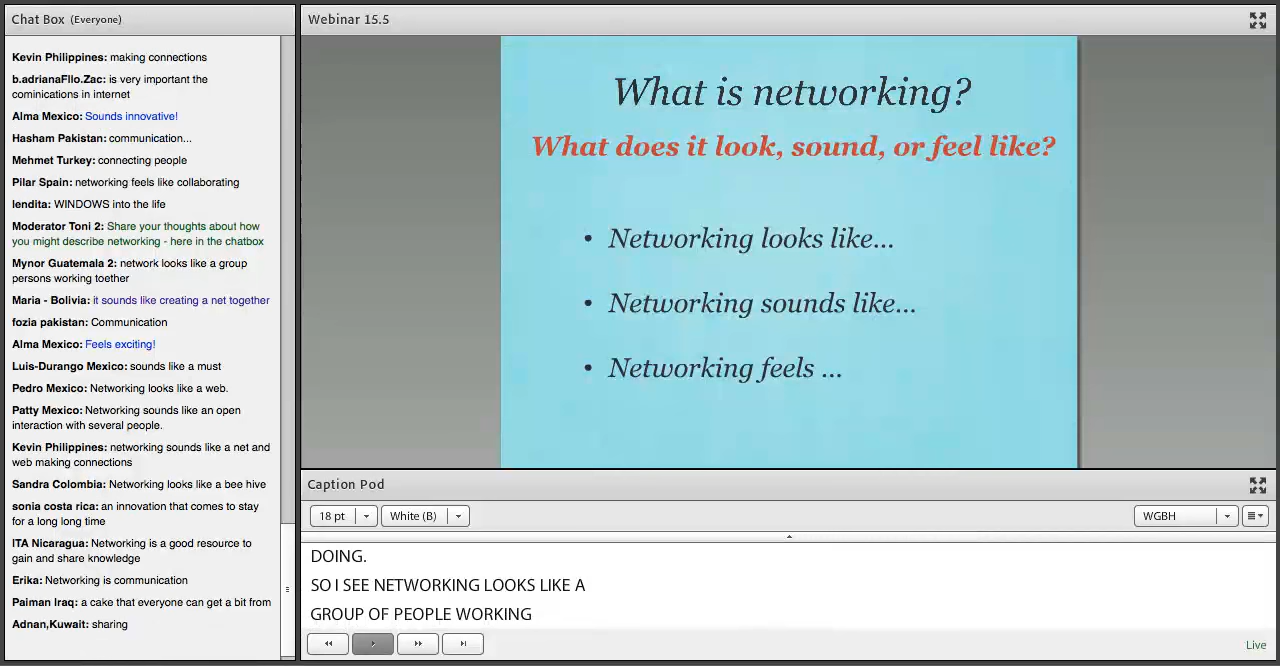 Chat Box (Everyone)
Kevin Philippines: making connections
b.adrianaFllo.Zac: is very important the
cominications in internet
Alma Mexico: Sounds innovative!
Hasham Pakistan: communication...
Mehmet Turkey: connecting people
Pilar Spain: networking feels like collaborating
lendita: WINDOWS into the life
Moderator Toni 2: Share your thoughts about how
you might describe networking - here in the chatbox
Mynor Guatemala 2: network looks like a group
persons working toether
Maria - Bolivia: it sounds like creating a net together
fozia pakistan: Communication
Alma Mexico: Feels exciting!
Luis-Durango Mexico: sounds like a must
Pedro Mexico: Networking looks like a web.
Patty Mexico: Networking sounds like an open
interaction with several people.
Kevin Philippines: networking sounds like a net and
web making connections
Sandra Colombia: Networking looks like a bee hive
sonia costa rica: an innovation that comes to stay
for a long long time
ITA Nicaragua: Networking is a good resource to
gain and share knowledge
Erika: Networking is communication
Paiman Iraq: a cake that everyone can get a bit from
Adnan,Kuwait: sharing
Webinar 15.5
What is networking?
What does it look, sound, or feel like?
• Networking looks like...
• Networking sounds like...
• Networking feels ...
Caption Pod
18 pt White (B) WGBH
DOING.
SO I SEE NETWORKING LOOKS LIKE A
GROUP OF PEOPLE WORKING
Live